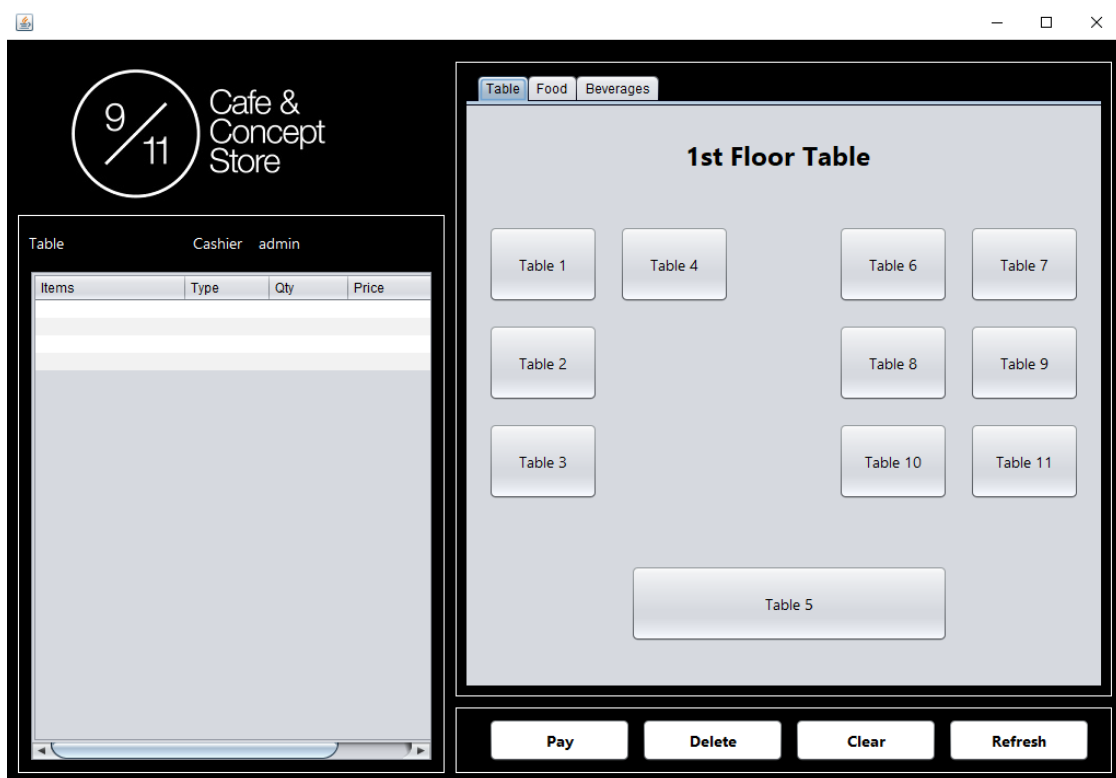 9/11
Cafe &
Concept
Store
Table Cashier admin
Items Type Qty Price
Table Food Beverages
1st Floor Table
Table 1 Table 4 Table 6 Table 7
Table 2 Table 8 Table 9
Table 3 Table 10 Table 11
Table 5
Pay Delete Clear Refresh